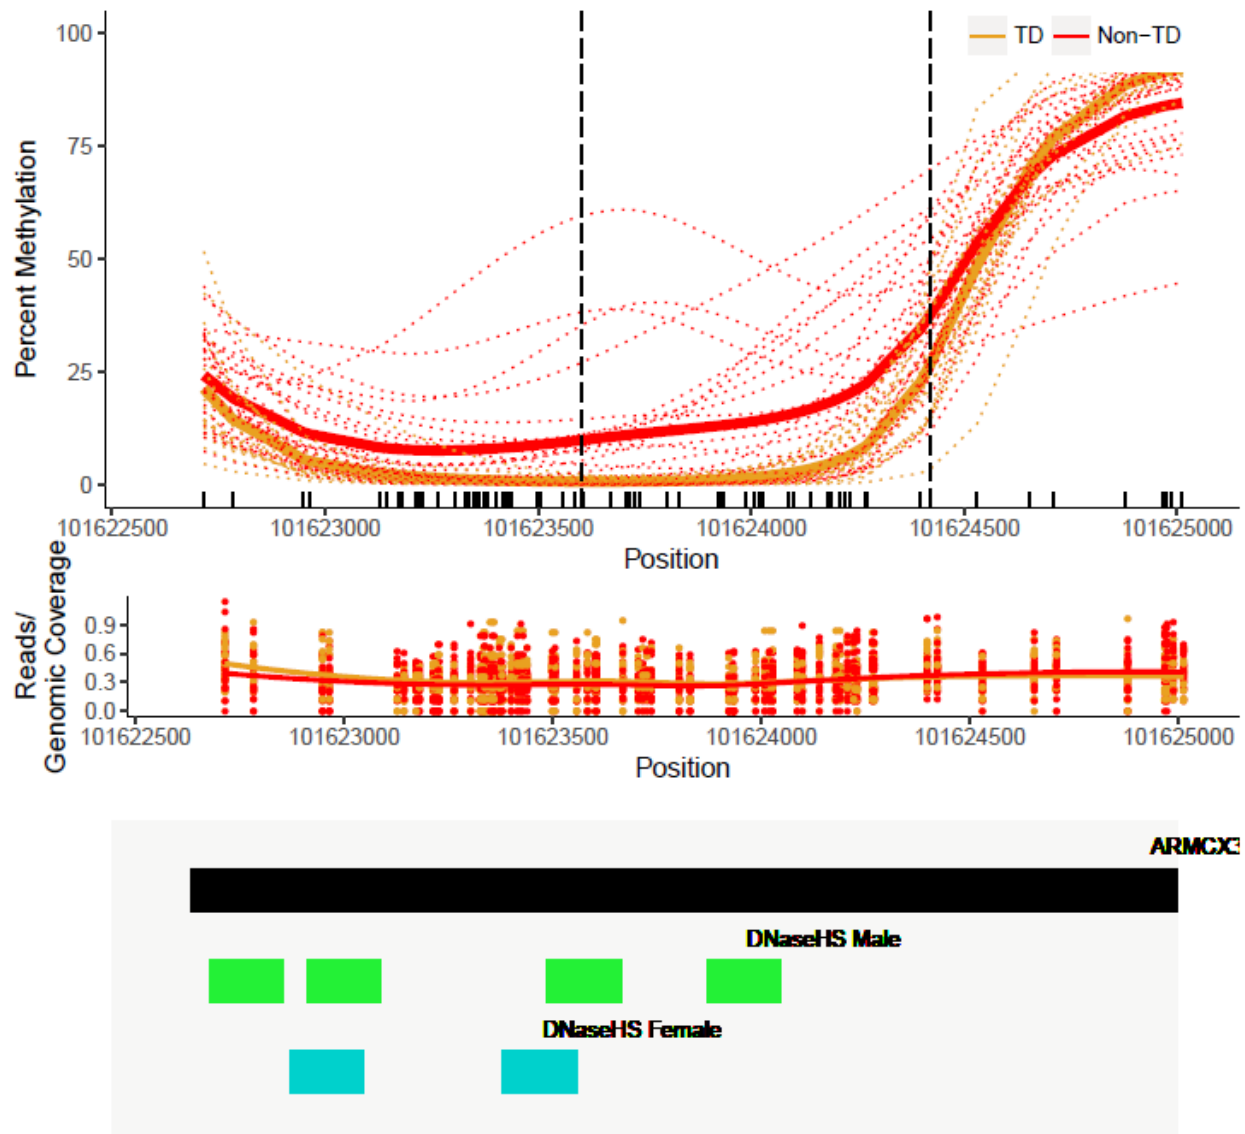 100
TD Non−TD
75
50
25
0
Percent Methylation
101622500 101623000 101623500 101624000 101624500 101625000
Position
Reads/
Genomic Coverage
0.9
0.6
0.3
0.0
101622500 101623000 101623500 101624000 101624500 101625000
Position
ARMCX3
DNaseHS Male
DNaseHS Female